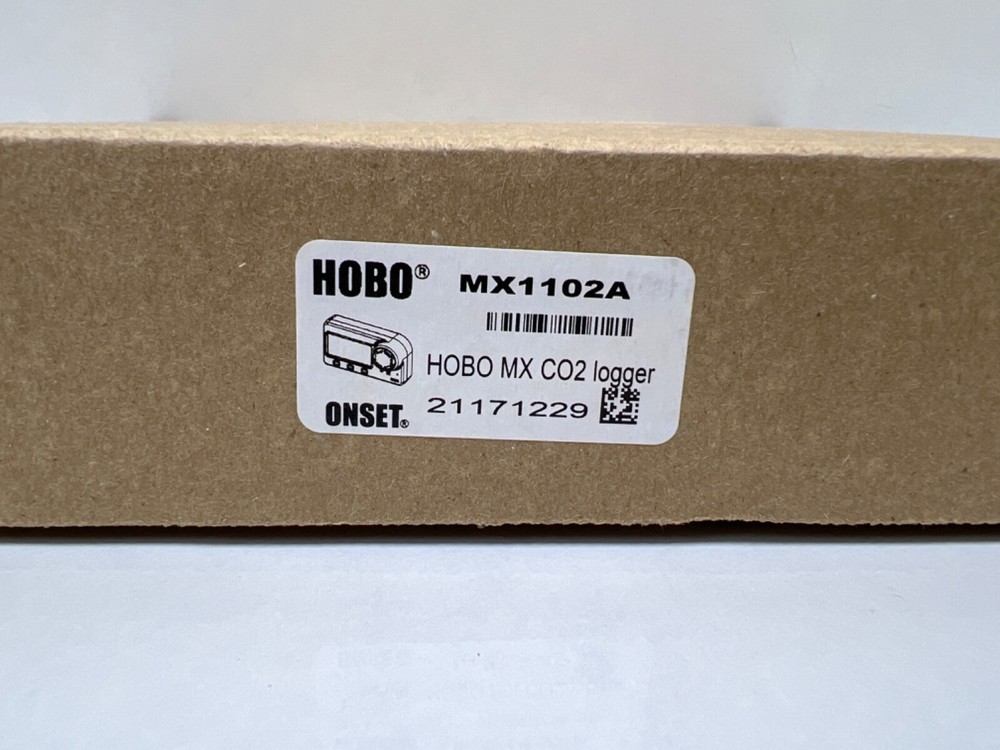 HOBO® MX1102A
HOBO MX CO2 logger
ONSET® 21171229